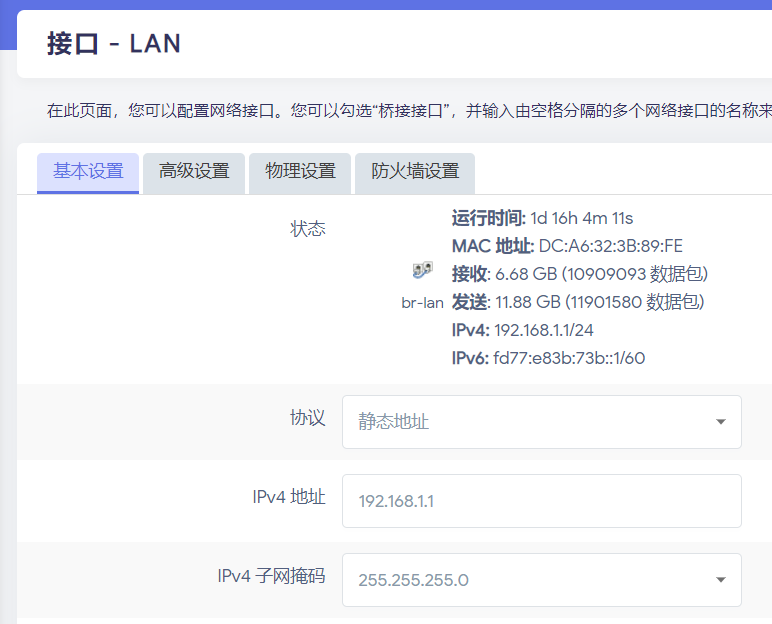 接口 - LAN
在此页面，您可以配置网络接口。您可以勾选“桥接接口”，并输入由空格分隔的多个网络接口的名称来
基本设置 高级设置 物理设置 防火墙设置
状态
运行时间: 1d 16h 4m 11s
MAC 地址: DC:A6:32:3B:89:FE
接收: 6.68 GB (10909093 数据包)
br-lan 发送: 11.88 GB (11901580 数据包)
IPv4: 192.168.1.1/24
IPv6: fd77:e83b:73b::1/60
协议 静态地址
IPv4 地址 192.168.1.1
IPv4 子网掩码 255.255.255.0